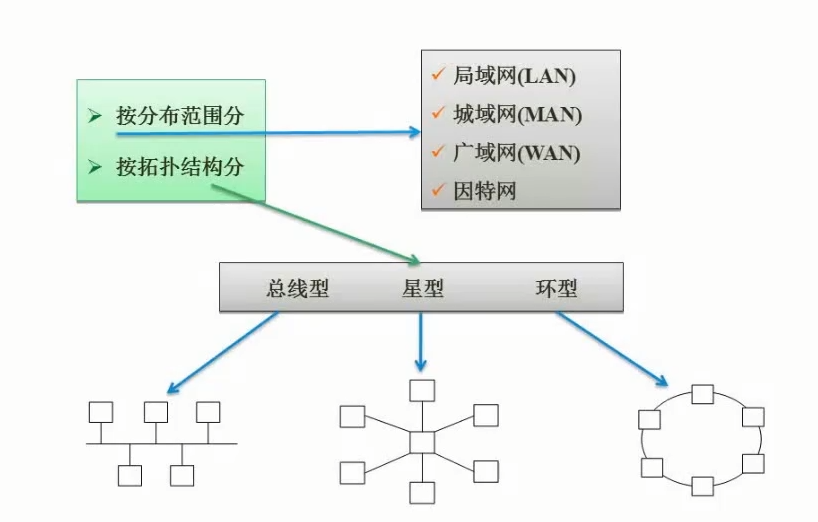 按分布范围分
按拓扑结构分
局域网(LAN)
城域网(MAN)
广域网(WAN)
因特网
总线型 星型 环型